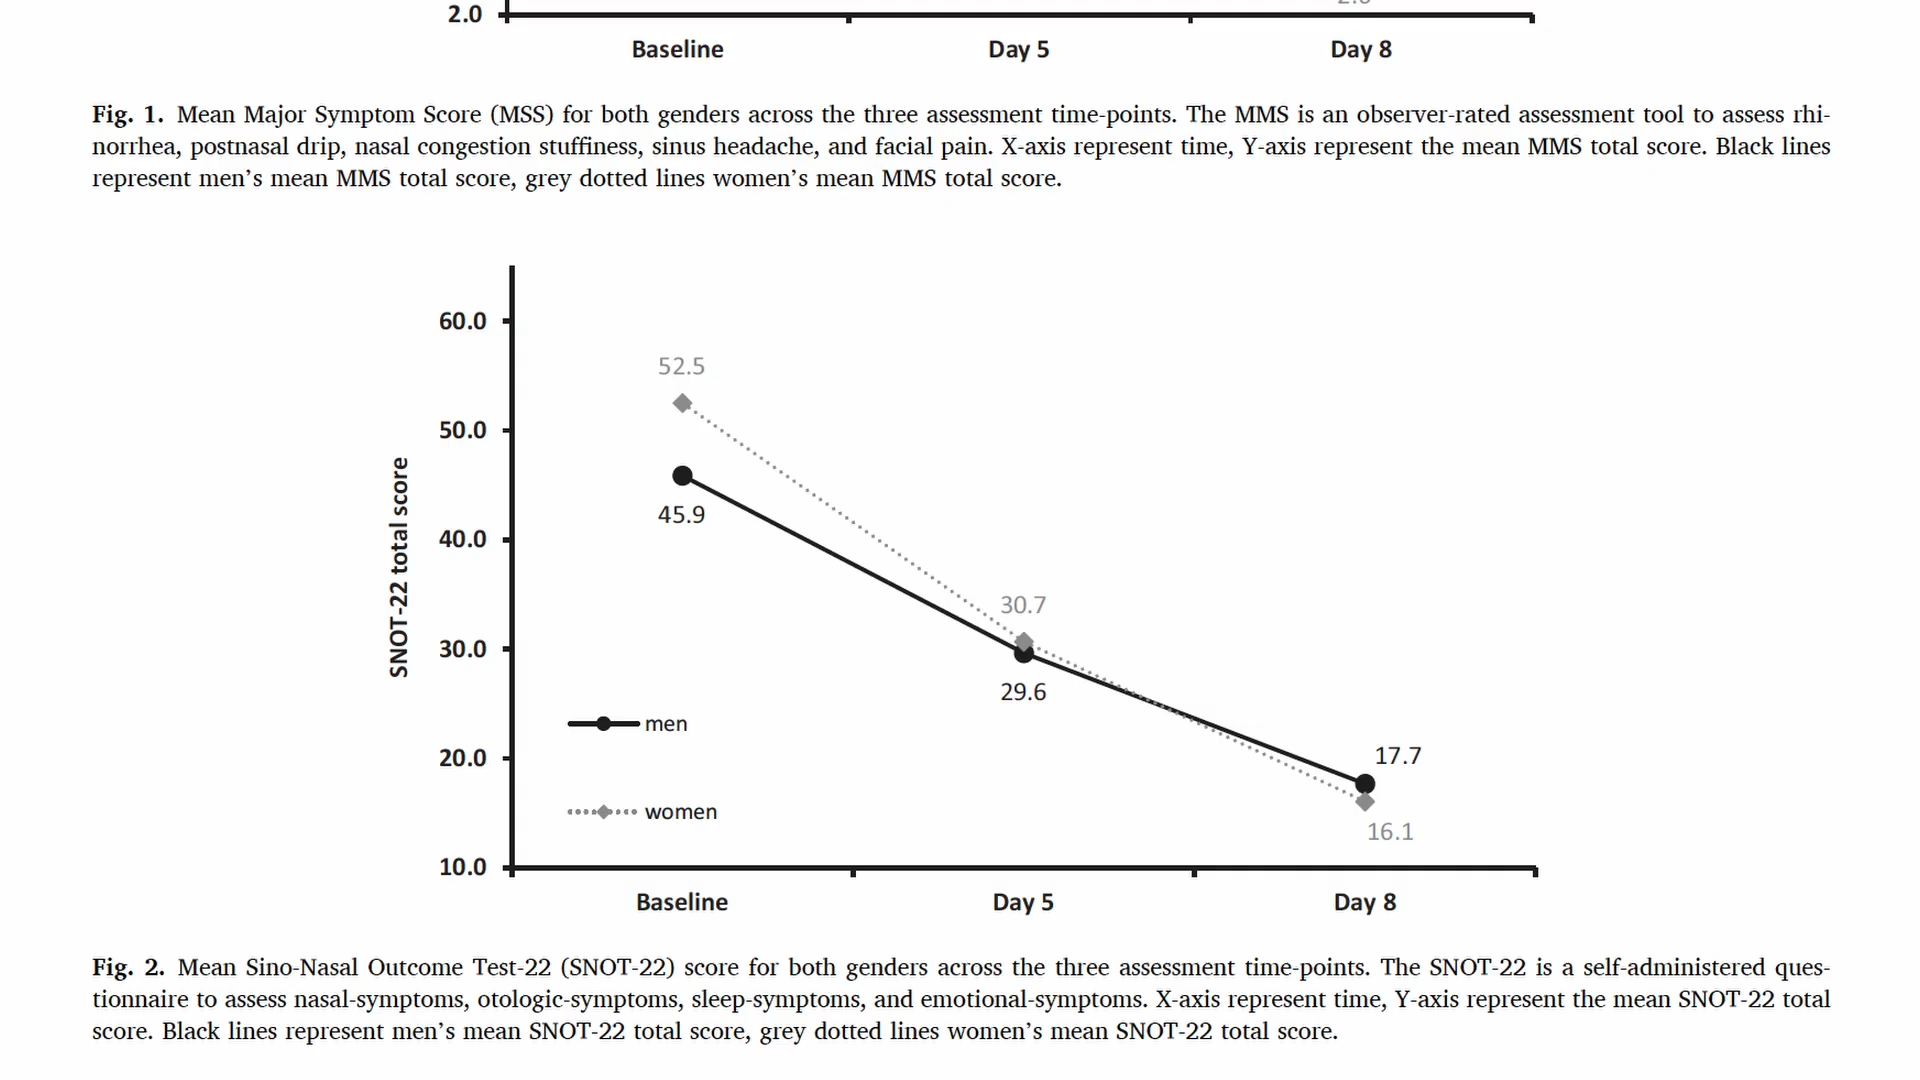 2.0
Baseline
Day 5
Day 8
Fig. 1. Mean Major Symptom Score (MSS) for both genders across the three assessment time-points. The MMS is an observer-rated assessment tool to assess rhi-
norrhea, postnasal drip, nasal congestion stuffiness, sinus headache, and facial pain. X-axis represent time, Y-axis represent the mean MMS total score. Black lines
represent men’s mean MMS total score, grey dotted lines women’s mean MMS total score.
60.0
52.5
50.0
45.9
SNOT-22 total score
40.0
30.7
30.0
29.6
men
20.0
17.7
women
16.1
10.0
Baseline
Day 5
Day 8
Fig. 2. Mean Sino-Nasal Outcome Test-22 (SNOT-22) score for both genders across the three assessment time-points. The SNOT-22 is a self-administered ques-
tionnaire to assess nasal-symptoms, otologic-symptoms, sleep-symptoms, and emotional-symptoms. X-axis represent time, Y-axis represent the mean SNOT-22 total
score. Black lines represent men’s mean SNOT-22 total score, grey dotted lines women’s mean SNOT-22 total score.